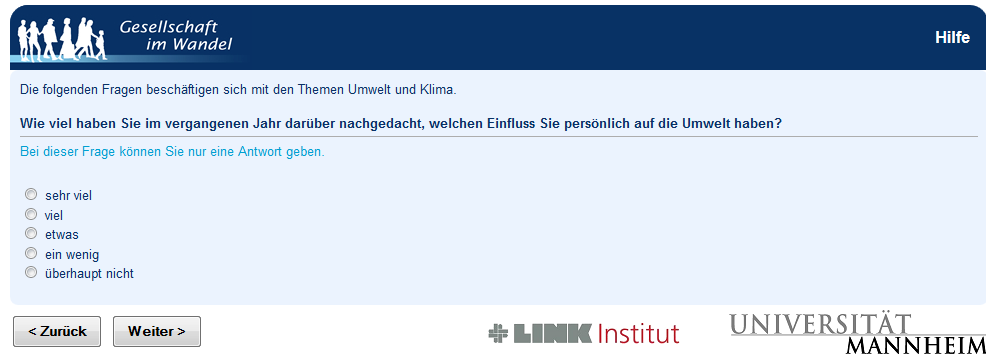 Gesellschaft
im Wandel
Hilfe
Die folgenden Fragen beschäftigen sich mit den Themen Umwelt und Klima.
Wie viel haben Sie im vergangenen Jahr darüber nachgedacht, welchen Einfluss Sie persönlich auf die Umwelt haben?
Bei dieser Frage können Sie nur eine Antwort geben.
sehr viel
viel
etwas
ein wenig
überhaupt nicht
< Zurück
Weiter >
LINK Institut
UNIVERSITÄT
MANNHEIM